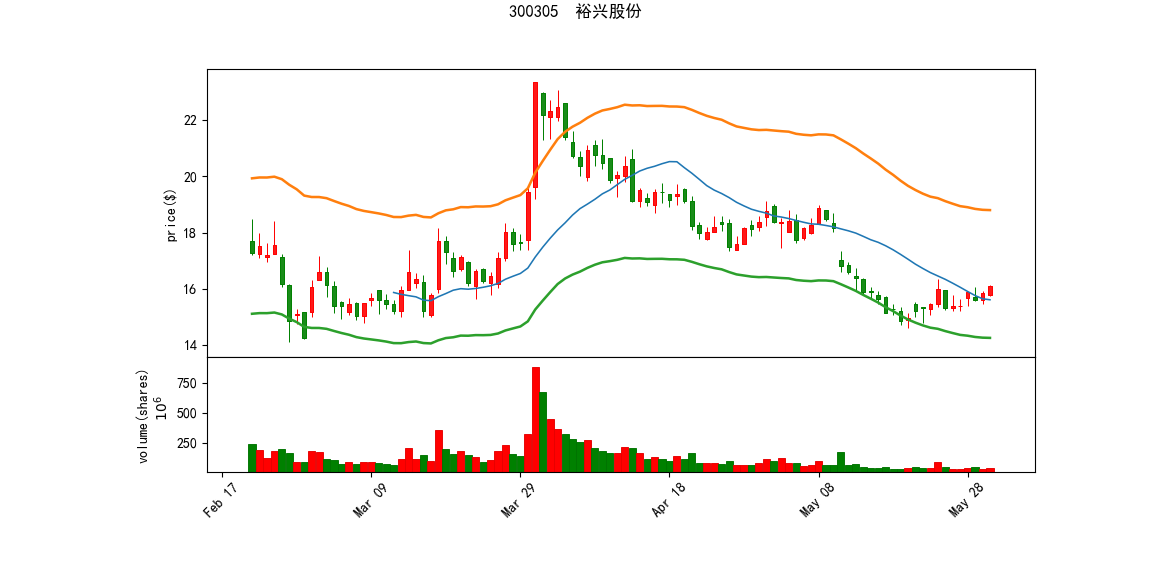 300305 裕兴股份
price($)
22
20
18
16
14
volume(shares)
10^6
750
500
250
Feb 17
Mar 09
Mar 29
Apr 18
May 08
May 28